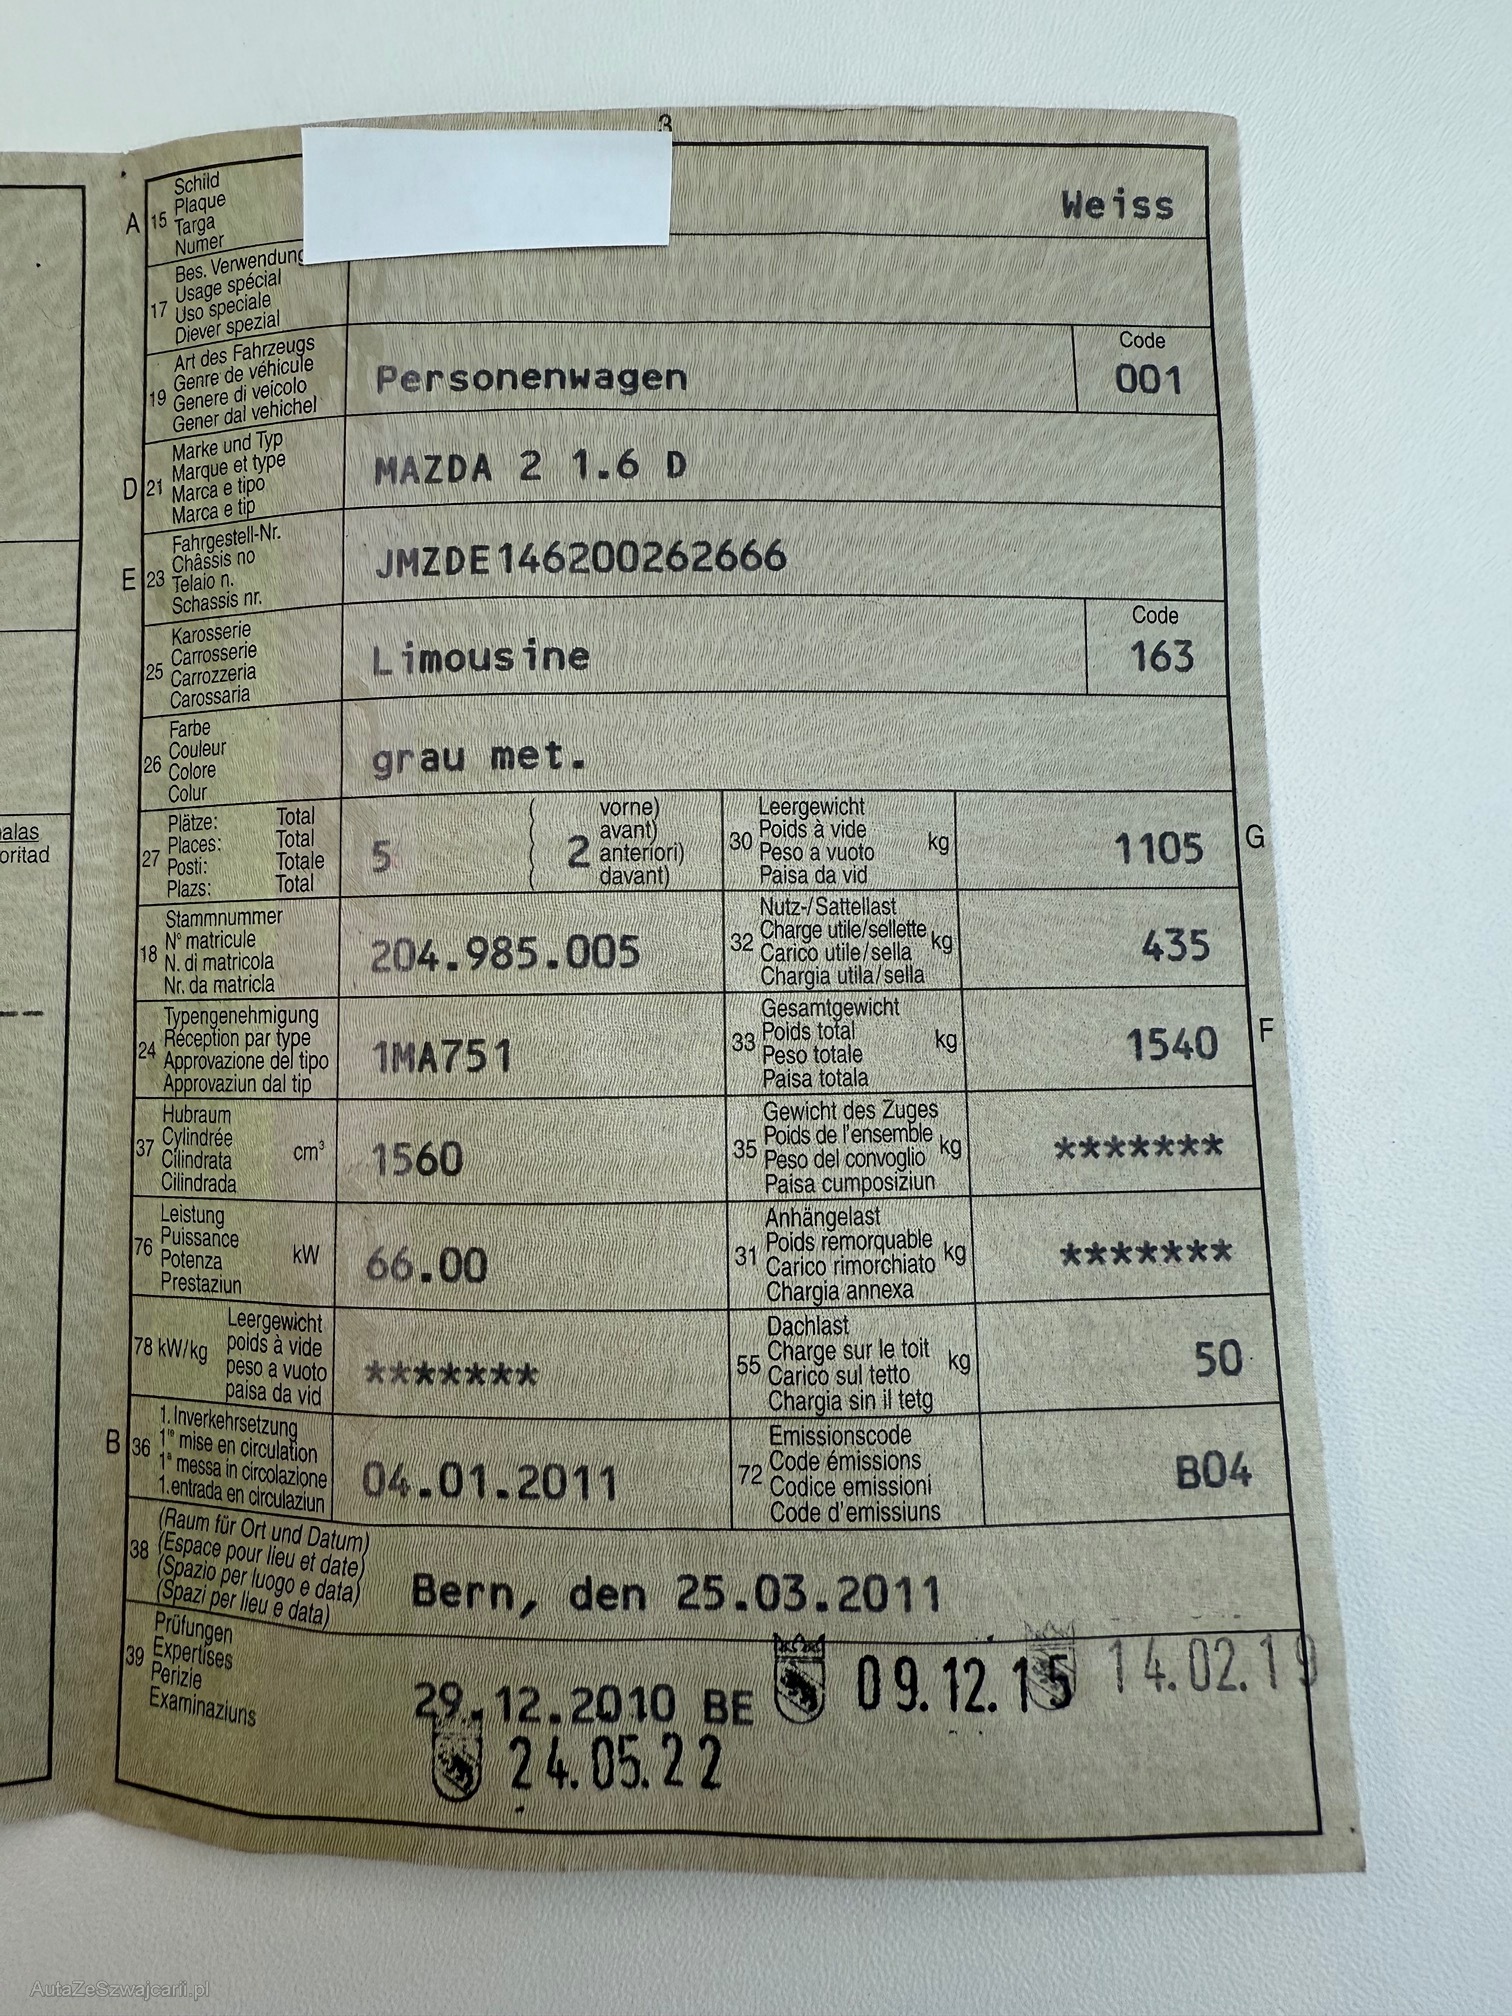 3
A 15 Schild
Plaque
Targa
Numer
Weiss
17 Bes. Verwendung
Usage spécial
Uso speciale
Diever spezial
19 Art des Fahrzeugs
Genre de véhicule
Genere di veicolo
Gener dal vehichel
Personenwagen
Code
001
D 21 Marke und Typ
Marque et type
Marca e tipo
Marca e tip
MAZDA 2 1.6 D
E 23 Fahrgestell-Nr.
Châssis no
Telaio n.
Schassis nr.
JMZDE146200262666
25 Karosserie
Carrosserie
Carrozzeria
Carossaria
Limousine
Code
163
26 Farbe
Couleur
Colore
Colur
grau met.
27 Plätze: Total
Places: Total
Posti: Totale
Plazs: Total
5
( vorne)
( avant)
( 2 anteriori)
( davant)
30 Leergewicht
Poids à vide
Peso a vuoto
Paisa da vid
kg
1105
G
18 Stammnummer
N° matricule
N. di matricola
Nr. da matricla
204.985.005
32 Nutz-/Sattellast
Charge utile/sellette
Carico utile/sella
Chargia utila/sella
kg
435
24 Typengenehmigung
Réception par type
Approvazione del tipo
Approvaziun dal tip
1MA751
33 Gesamtgewicht
Poids total
Peso totale
Paisa totala
kg
1540
F
37 Hubraum
Cylindrée
Cilindrata
Cilindrada
cm³
1560
35 Gewicht des Zuges
Poids de l'ensemble
Peso del convoglio
Paisa cumposiziun
kg
*******
76 Leistung
Puissance
Potenza
Prestaziun
kW
66.00
31 Anhängelast
Poids remorquable
Carico rimorchiato
Chargia annexa
kg
*******
78 kW/kg Leergewicht
poids à vide
peso a vuoto
paisa da vid
*******
55 Dachlast
Charge sur le toit
Carico sul tetto
Chargia sin il tetg
kg
50
B 36 1. Inverkehrsetzung
1re mise en circulation
1a messa in circolazione
1. entrada en circulaziun
04.01.2011
72 Emissionscode
Code émissions
Codice emissioni
Code d'emissiuns
B04
38 (Raum für Ort und Datum)
(Espace pour lieu et date)
(Spazio per luogo e data)
(Spazi per lieu e data)
Bern, den 25.03.2011
39 Prüfungen
Expertises
Perizie
Examinaziuns
29.12.2010 BE 09.12.15 14.02.19
24.05.22
alas
oritad
AutaZeSzwajcarii.pl